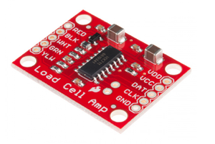 RED
BLK
WHT
GRN
YLW
Load Cell Amp
VDD
VCC
DAT
CLK
GND